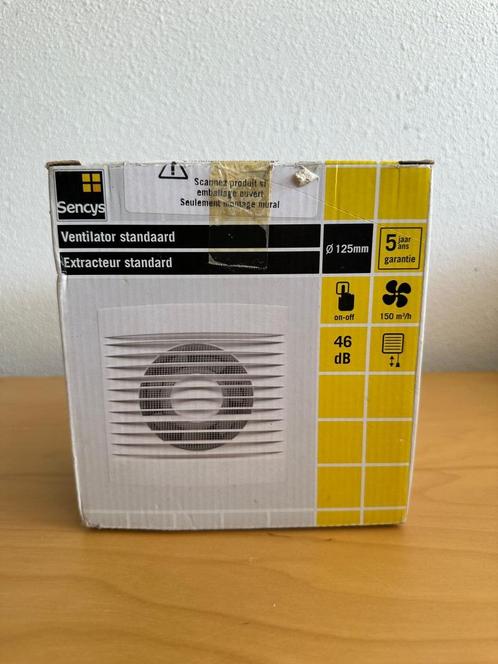 Sencys
Scannez produit si
emballage ouvert
Seulement montage mural
Ventilator standaard
Extracteur standard
Ø 125mm
5 jaar
ans
garantie
on-off
150 m³/h
46
dB